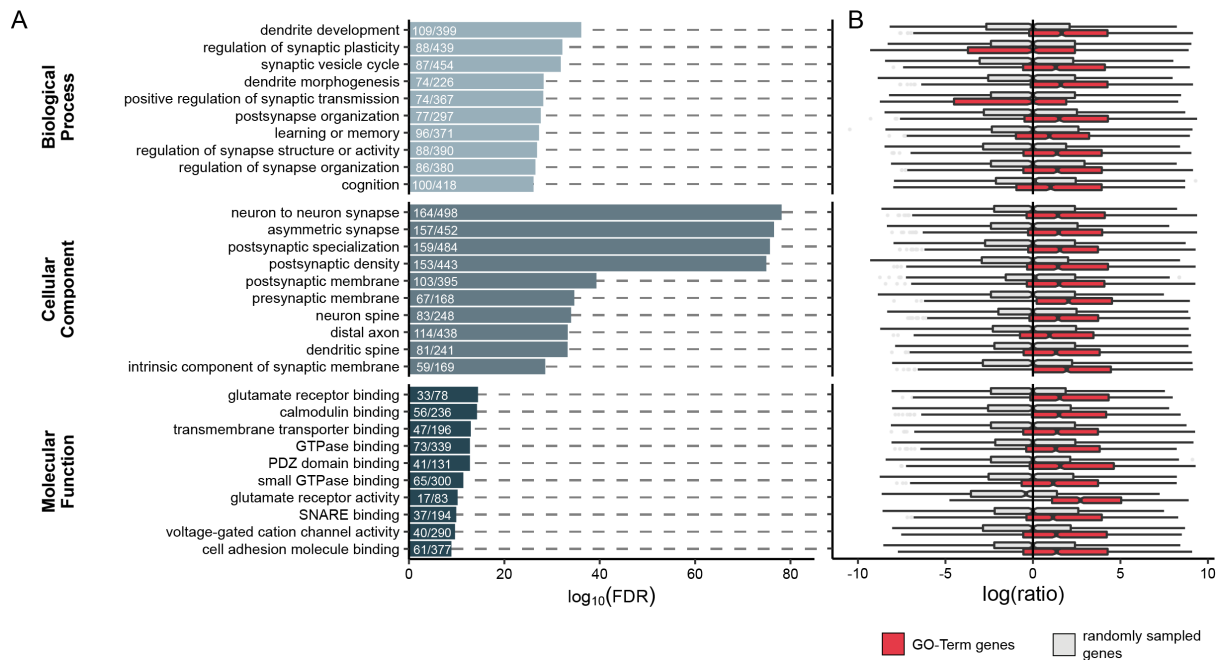 A
B
Biological
Process
dendrite development 109/399
regulation of synaptic plasticity 88/439
synaptic vesicle cycle 87/454
dendrite morphogenesis 74/226
positive regulation of synaptic transmission 74/367
postsynapse organization 77/297
learning or memory 96/371
regulation of synapse structure or activity 88/390
regulation of synapse organization 86/380
cognition 100/418
Cellular
Component
neuron to neuron synapse 164/498
asymmetric synapse 157/452
postsynaptic specialization 159/484
postsynaptic density 153/443
postsynaptic membrane 103/395
presynaptic membrane 67/168
neuron spine 83/248
distal axon 114/438
dendritic spine 81/241
intrinsic component of synaptic membrane 59/169
Molecular
Function
glutamate receptor binding 33/78
calmodulin binding 56/236
transmembrane transporter binding 47/196
GTPase binding 73/339
PDZ domain binding 41/131
small GTPase binding 65/300
glutamate receptor activity 17/83
SNARE binding 37/194
voltage-gated cation channel activity 40/290
cell adhesion molecule binding 61/377
0 20 40 60 80
log₁₀(FDR)
-10 -5 0 5 10
log(ratio)
GO-Term genes
randomly sampled
genes